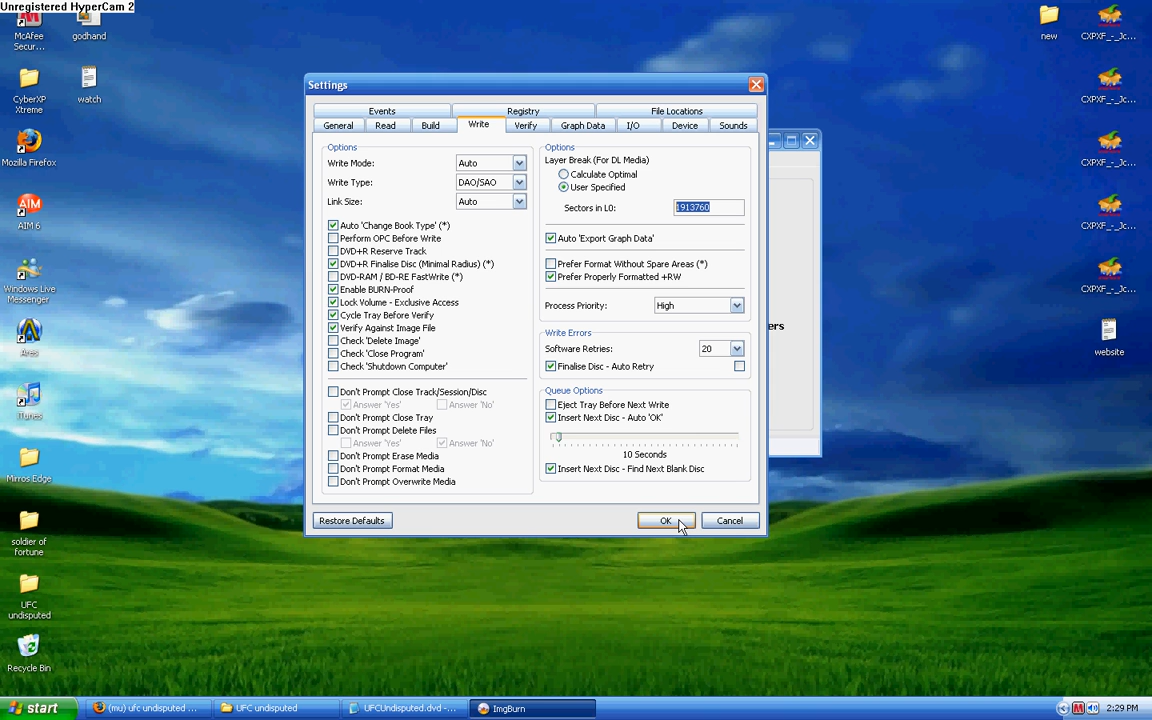 Unregistered HyperCam 2
McAfee
Secur...
godhand
CyberXP
Xtreme
watch
Mozilla Firefox
AIM
AIM 6
Windows Live
Messenger
Ares
iTunes
Mirros Edge
soldier of
fortune
UFC
undisputed
Recycle Bin
new
CXPXF_-_Jc...
CXPXF_-_Jc...
CXPXF_-_Jc...
CXPXF_-_Jc...
CXPXF_-_Jc...
website
ers
Settings
Events
Registry
File Locations
General
Read
Build
Write
Verify
Graph Data
I/O
Device
Sounds
Options
Write Mode: Auto
Write Type: DAO/SAO
Link Size: Auto
Auto 'Change Book Type' (*)
Perform OPC Before Write
DVD+R Reserve Track
DVD+R Finalise Disc (Minimal Radius) (*)
DVD-RAM / BD-RE FastWrite (*)
Enable BURN-Proof
Lock Volume - Exclusive Access
Cycle Tray Before Verify
Verify Against Image File
Check 'Delete Image'
Check 'Close Program'
Check 'Shutdown Computer'
Don't Prompt Close Track/Session/Disc
Answer 'Yes' Answer 'No'
Don't Prompt Close Tray
Don't Prompt Delete Files
Answer 'Yes' Answer 'No'
Don't Prompt Erase Media
Don't Prompt Format Media
Don't Prompt Overwrite Media
Options
Layer Break (For DL Media)
Calculate Optimal
User Specified
Sectors in L0: 1913760
Auto 'Export Graph Data'
Prefer Format Without Spare Areas (*)
Prefer Properly Formatted +RW
Process Priority: High
Write Errors
Software Retries: 20
Finalise Disc - Auto Retry
Queue Options
Eject Tray Before Next Write
Insert Next Disc - Auto 'OK'
10 Seconds
Insert Next Disc - Find Next Blank Disc
Restore Defaults
OK
Cancel
start
(mu) ufc undisputed ...
UFC undisputed
UFCUndisputed.dvd -...
ImgBurn
2:29 PM